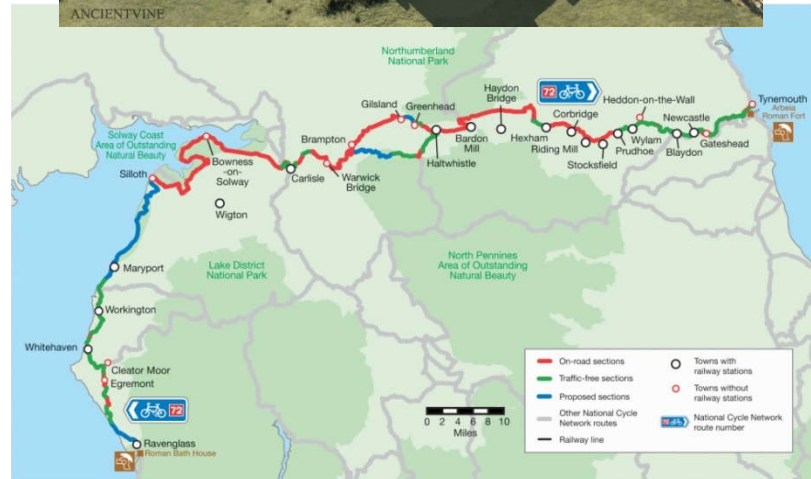 ANCIENTVINE
Northumberland
National Park
Solway Coast
Area of Outstanding
Natural Beauty
Silloth
Bowness
-on-
Solway
Wigton
Carlisle
Brampton
Warwick
Bridge
Gilsland
Greenhead
Haltwhistle
Bardon
Mill
Haydon
Bridge
72
Hexham
Corbridge
Riding Mill
Stocksfield
Heddon-on-the-Wall
Prudhoe
Wylam
Newcastle
Blaydon
Gateshead
Tynemouth
Arbeia
Roman Fort
Maryport
Lake District
National Park
North Pennines
Area of Outstanding
Natural Beauty
Workington
Whitehaven
Cleator Moor
Egremont
72
Ravenglass
Roman Bath House
0 2 4 6 8 10
Miles
On-road sections
Traffic-free sections
Proposed sections
Other National Cycle
Network routes
Railway line
Towns with
railway stations
Towns without
railway stations
72
National Cycle Network
route number